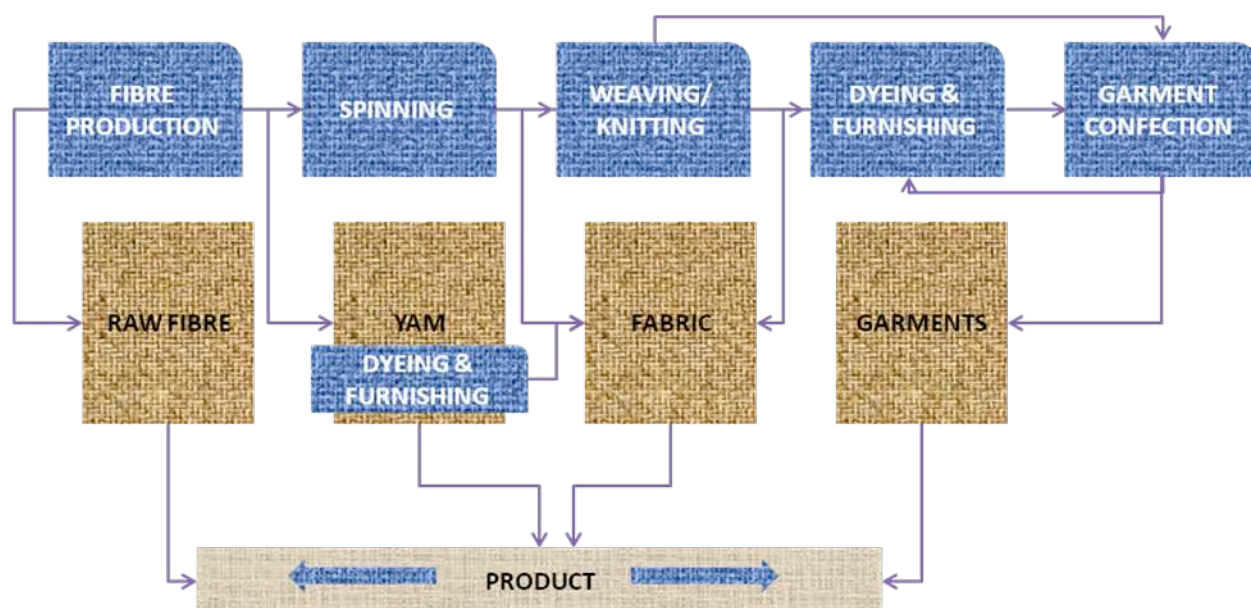 FIBRE
PRODUCTION
SPINNING
WEAVING/
KNITTING
DYEING &
FURNISHING
GARMENT
CONFECTION
RAW FIBRE
YAM
DYEING &
FURNISHING
FABRIC
GARMENTS
PRODUCT